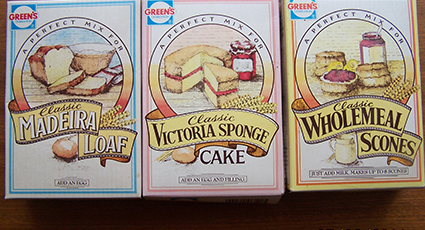 GREEN'S
A PERFECT MIX FOR
Classic
MADEIRA
LOAF
ADD AN EGG
GREEN'S
A PERFECT MIX FOR
Classic
VICTORIA SPONGE
CAKE
ADD AN EGG AND FILLING
GREEN'S
A PERFECT MIX FOR
Classic
WHOLEMEAL
SCONES
JUST ADD MILK, MAKES UP TO 8 SCONES